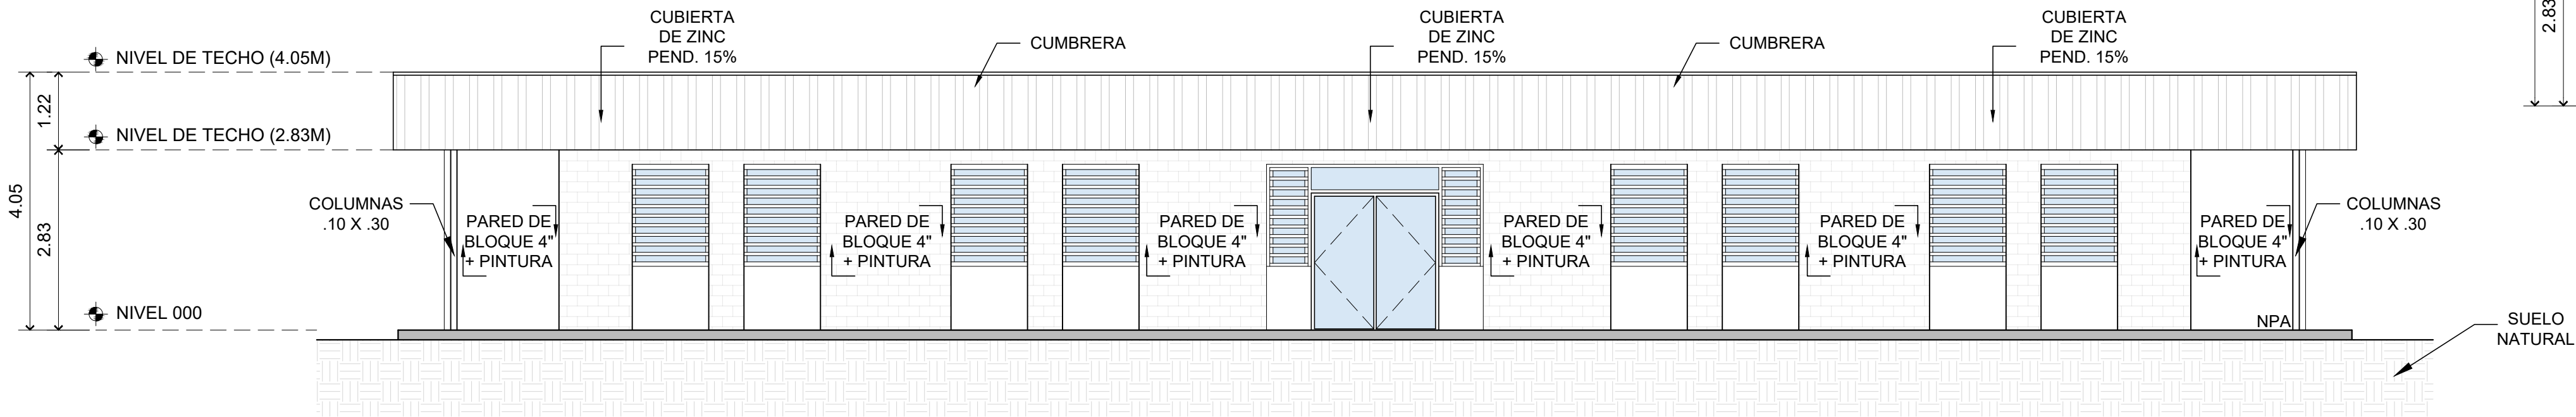 CUBIERTA
DE ZINC
PEND. 15%
CUMBRERA
CUBIERTA
DE ZINC
PEND. 15%
CUMBRERA
CUBIERTA
DE ZINC
PEND. 15%
2.83
NIVEL DE TECHO (4.05M)
1.22
NIVEL DE TECHO (2.83M)
4.05
2.83
COLUMNAS
.10 X .30
PARED DE
BLOQUE 4"
+ PINTURA
PARED DE
BLOQUE 4"
+ PINTURA
PARED DE
BLOQUE 4"
+ PINTURA
PARED DE
BLOQUE 4"
+ PINTURA
PARED DE
BLOQUE 4"
+ PINTURA
PARED DE
BLOQUE 4"
+ PINTURA
COLUMNAS
.10 X .30
NIVEL 000
NPA
SUELO
NATURAL